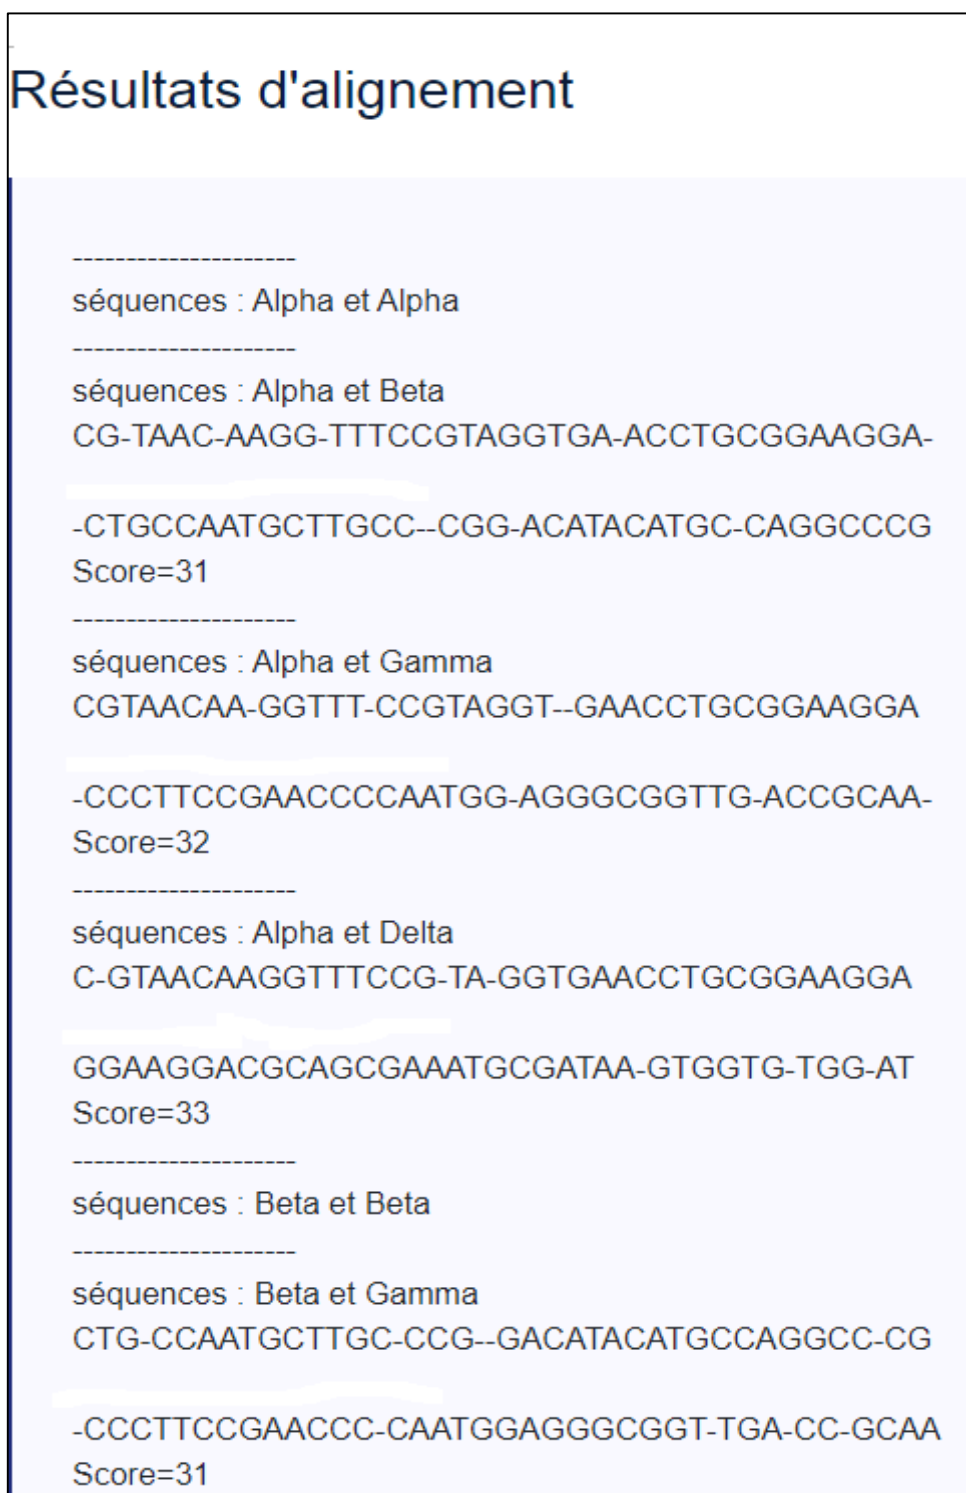 Résultats d'alignement
---------------------
séquences : Alpha et Alpha
---------------------
séquences : Alpha et Beta
CG-TAAC-AAGG-TTTCCGTAGGTGA-ACCTGCGGAAGGA-
-CTGCCAATGCTTGCC--CGG-ACATACATGC-CAGGCCCG
Score=31
---------------------
séquences : Alpha et Gamma
CGTAACAA-GGTTT-CCGTAGGT--GAACCTGCGGAAGGA
-CCCTTCCGAACCCCAATGG-AGGGCGGTTG-ACCGCAA-
Score=32
---------------------
séquences : Alpha et Delta
C-GTAACAAGGTTTCCG-TA-GGTGAACCTGCGGAAGGA
GGAAGGACGCAGCGAAATGCGATAA-GTGGTG-TGG-AT
Score=33
---------------------
séquences : Beta et Beta
---------------------
séquences : Beta et Gamma
CTG-CCAATGCTTGC-CCG--GACATACATGCCAGGCC-CG
-CCCTTCCGAACCC-CAATGGAGGGCGGT-TGA-CC-GCAA
Score=31